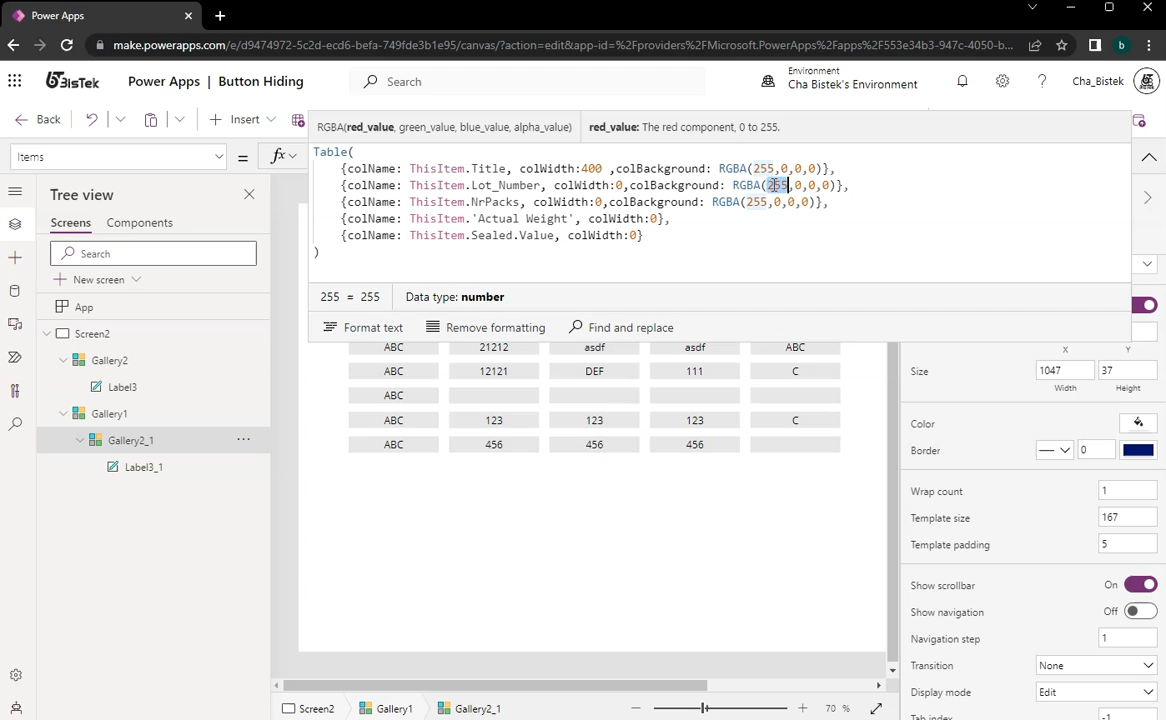 Power Apps
make.powerapps.com/e/d9474972-5c2d-ecd6-befa-749fde3b1e95/canvas/?action=edit&app-id=%2Fproviders%2FMicrosoft.PowerApps%2Fapps%2F553e34b3-947c-4050-b...
b
BisTek
Power Apps | Button Hiding
Search
Environment
Cha Bistek's Environment
Cha_Bistek
Back
Insert
RGBA(red_value, green_value, blue_value, alpha_value)
red_value: The red component, 0 to 255.
Items
=
fx
Table(
{colName: ThisItem.Title, colWidth:400 ,colBackground: RGBA(255,0,0,0)},
{colName: ThisItem.Lot_Number, colWidth:0,colBackground: RGBA(255,0,0,0)},
{colName: ThisItem.NrPacks, colWidth:0,colBackground: RGBA(255,0,0,0)},
{colName: ThisItem.'Actual Weight', colWidth:0},
{colName: ThisItem.Sealed.Value, colWidth:0}
)
255 = 255
Data type: number
Format text
Remove formatting
Find and replace
Tree view
Screens
Components
Search
New screen
App
Screen2
Gallery2
Label3
Gallery1
Gallery2_1
Label3_1
ABC 21212 asdf asdf ABC
ABC 12121 DEF 111 C
ABC
ABC 123 123 123 C
ABC 456 456 456
X Y
Size 1047 37
Width Height
Color
Border 0
Wrap count 1
Template size 167
Template padding 5
Show scrollbar On
Show navigation Off
Navigation step 1
Transition None
Display mode Edit
Tab index -1
Screen2 Gallery1 Gallery2_1
70 %